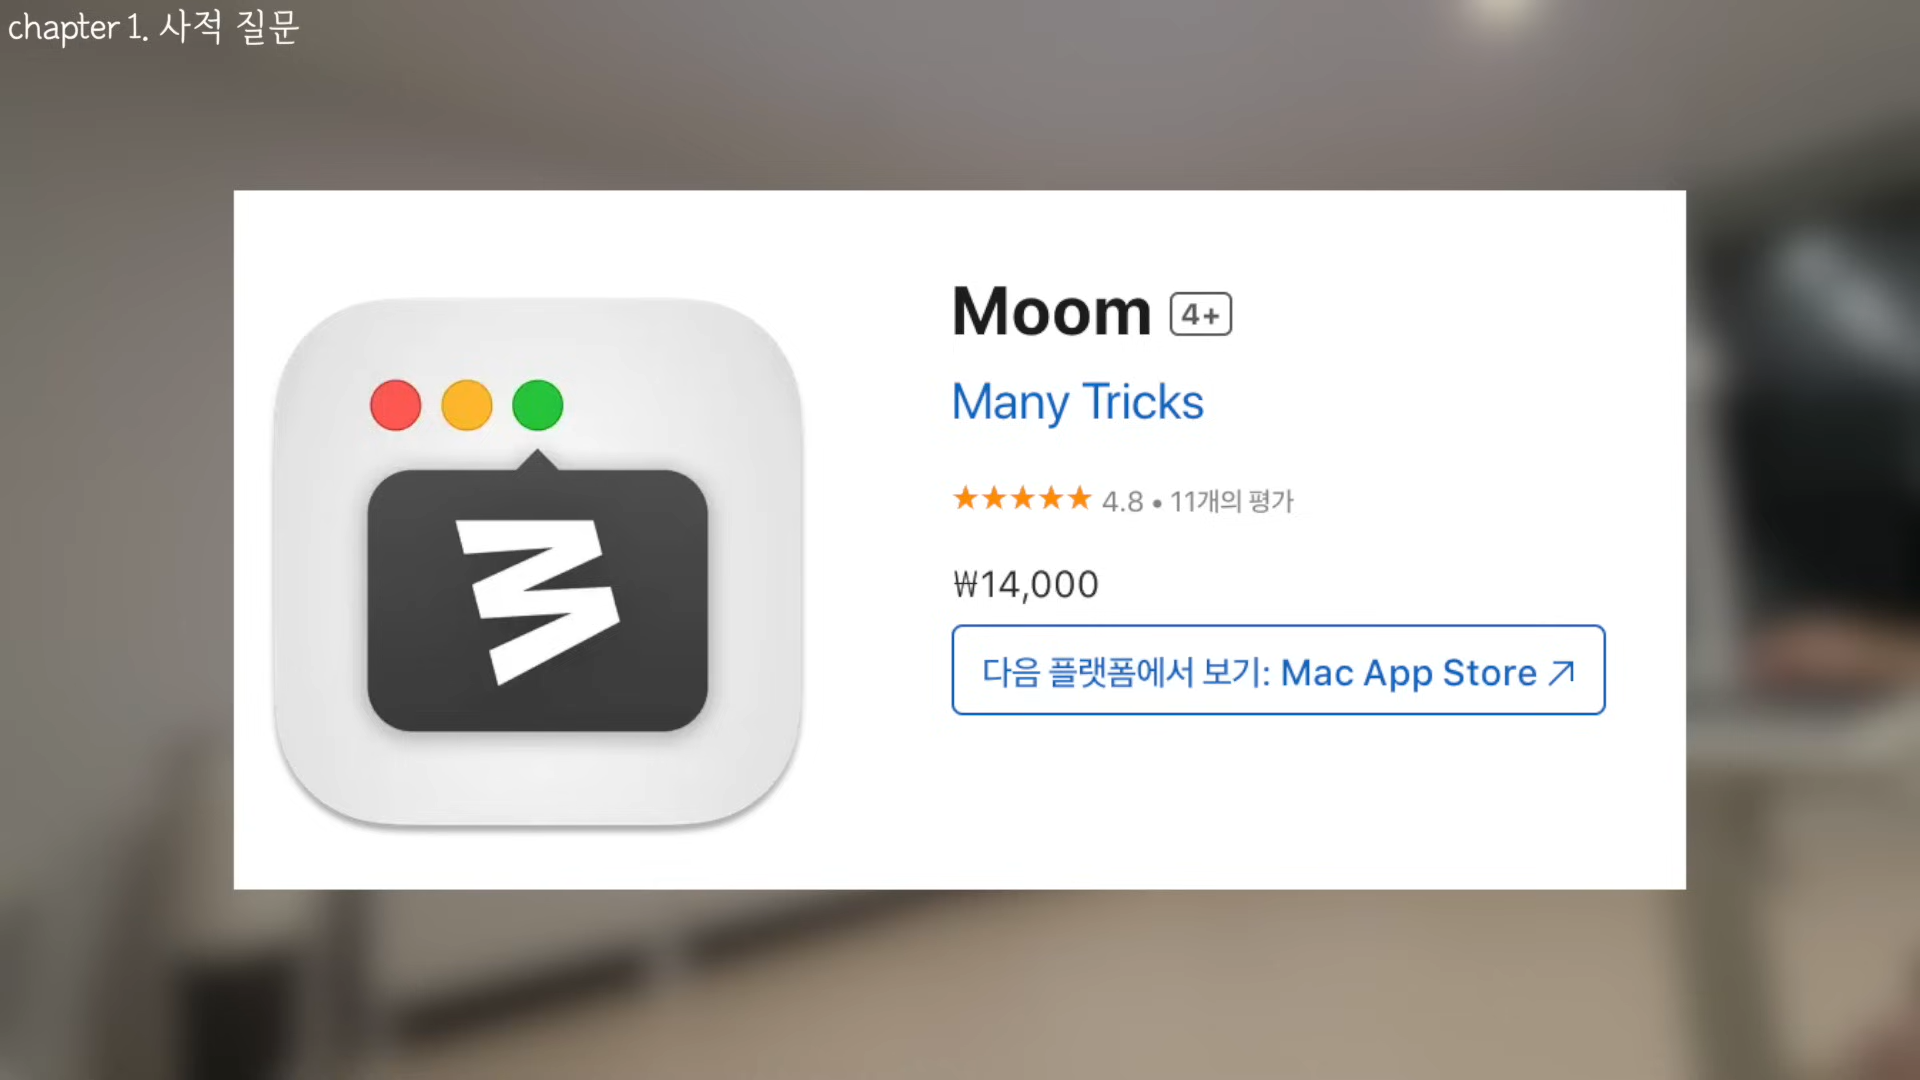 chapter 1. 사적 질문
Moom 4+
Many Tricks
★★★★★ 4.8 • 11개의 평가
₩14,000
다음 플랫폼에서 보기: Mac App Store ↗